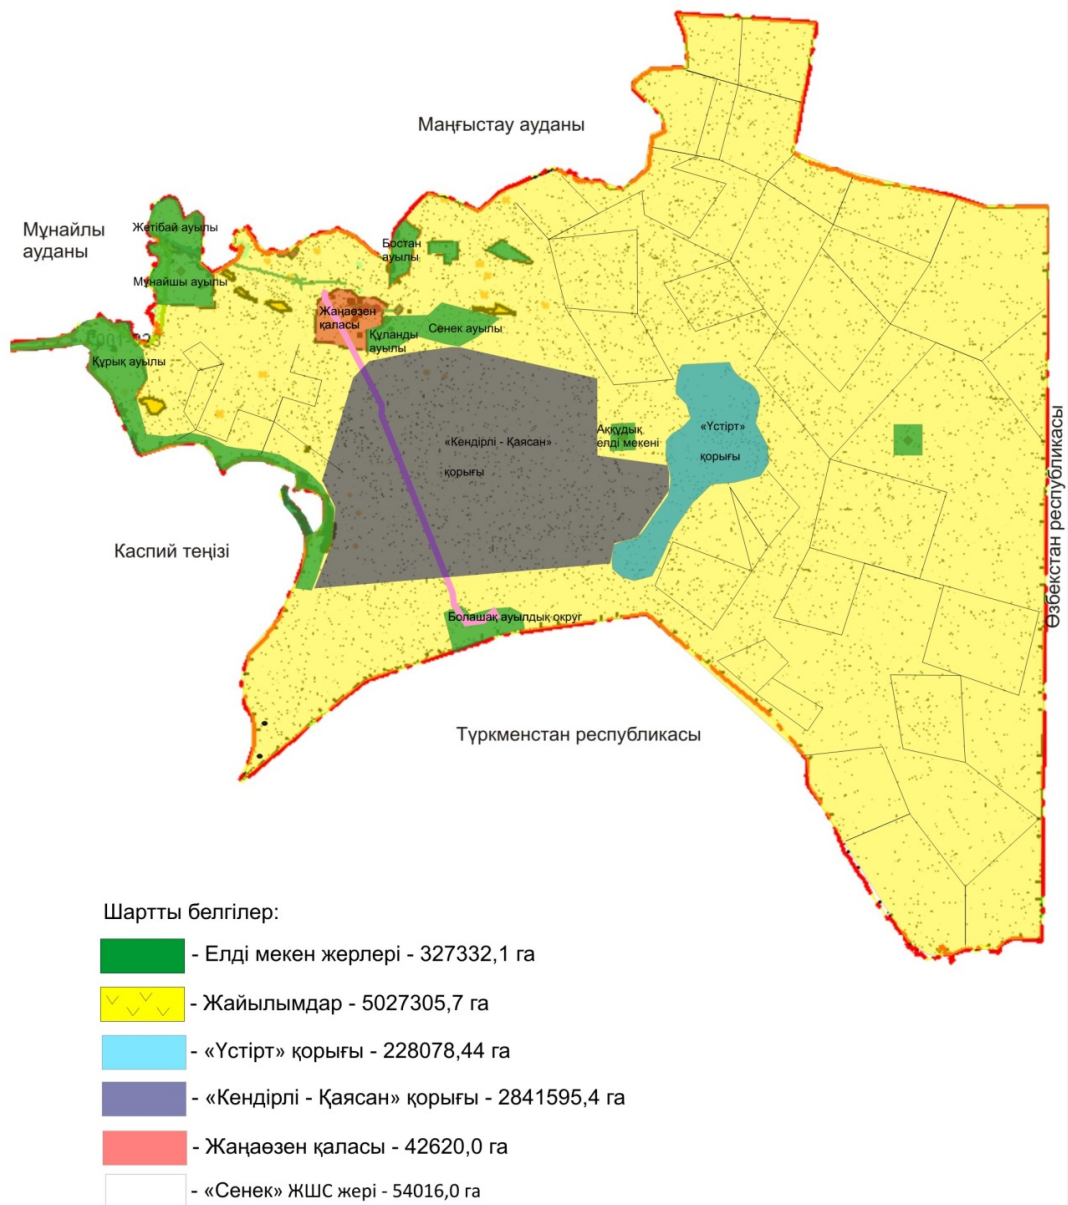 Маңғыстау ауданы
Мұнайлы
ауданы
Жетібай ауылы
Бостан
ауылы
Мұнайшы ауылы
Жаңаөзен
қаласы
Сенек ауылы
Құланды
ауылы
Құрық ауылы
Аққұдық
елді мекені
«Үстірт»
қорығы
«Кендірлі - Қаясан»
қорығы
Өзбекстан республикасы
Каспий теңізі
Болашақ ауылдық округ
Түркменстан республикасы
Шартты белгілер:
- Елді мекен жерлері - 327332,1 га
- Жайылымдар - 5027305,7 га
- «Үстірт» қорығы - 228078,44 га
- «Кендірлі - Қаясан» қорығы - 2841595,4 га
- Жаңаөзен қаласы - 42620,0 га
- «Сенек» ЖШС жері - 54016,0 га